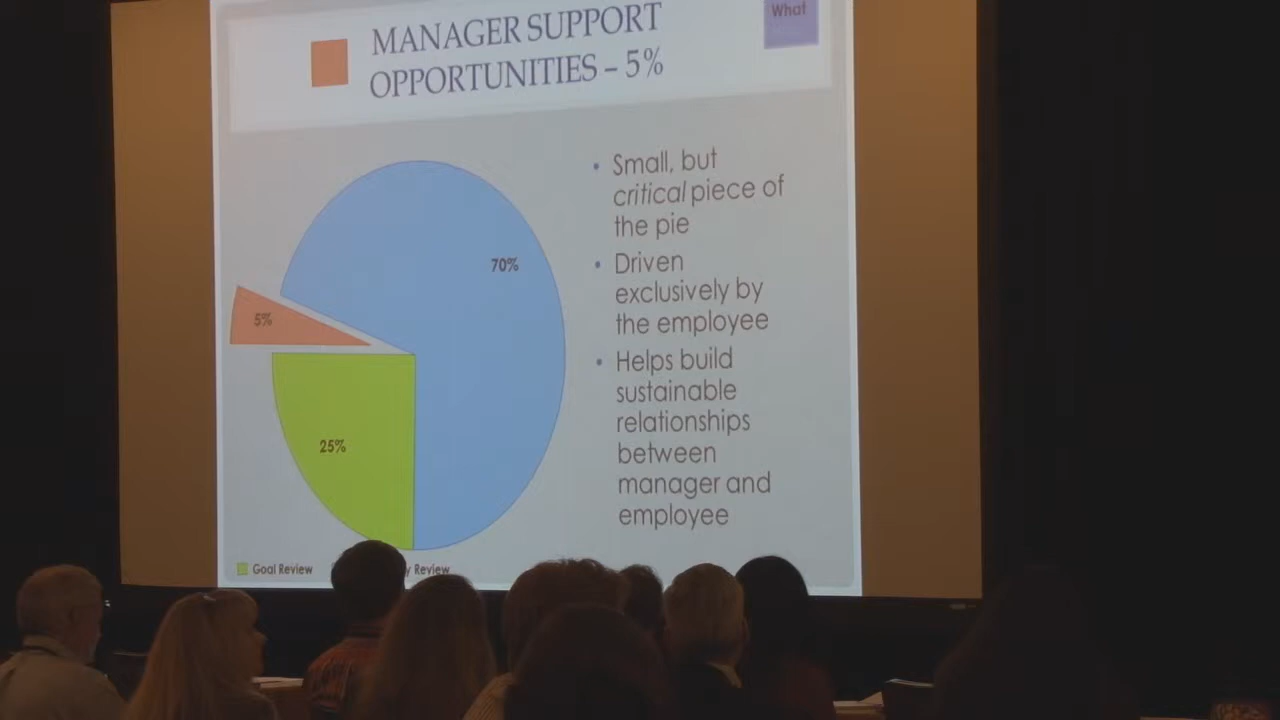 MANAGER SUPPORT
OPPORTUNITIES – 5%
What
• Small, but
critical piece of
the pie
• Driven
exclusively by
the employee
• Helps build
sustainable
relationships
between
manager and
employee
70%
5%
25%
Goal Review
y Review